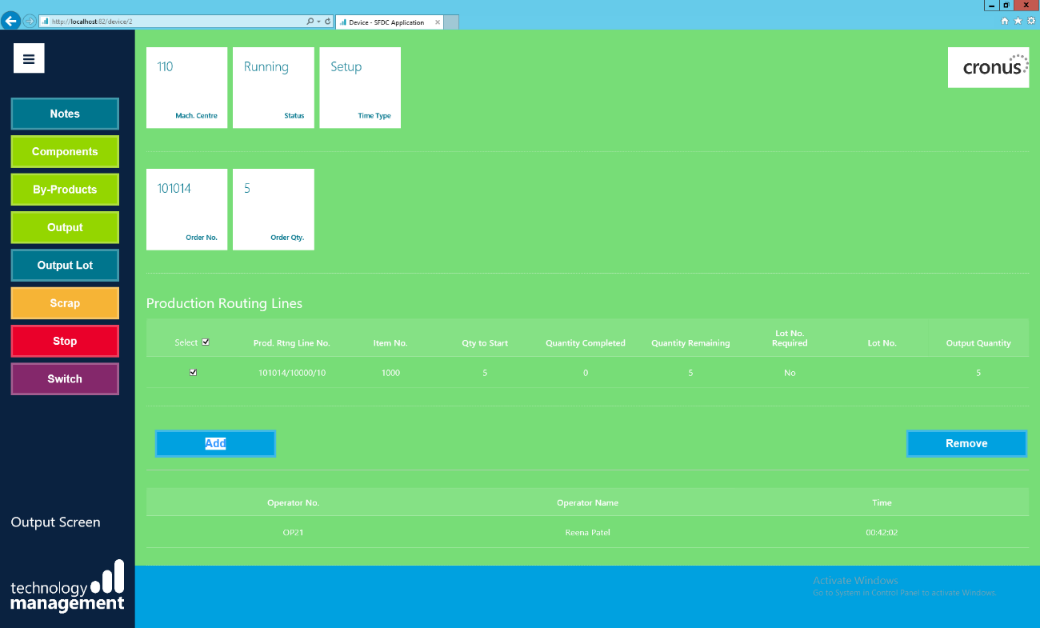 http://localhost:82/device/2
Device - SFDC Application
110
Mach. Centre
Running
Status
Setup
Time Type
cronus
Notes
Components
By-Products
Output
Output Lot
Scrap
Stop
Switch
101014
Order No.
5
Order Qty.
Production Routing Lines
Select Prod. Rtng Line No. Item No. Qty to Start Quantity Completed Quantity Remaining Lot No. Required Lot No. Output Quantity
101014/10000/10 1000 5 0 5 No 5
Add
Remove
Operator No. Operator Name Time
OP21 Reena Patel 00:42:02
Output Screen
technology
management
Activate Windows
Go to System in Control Panel to activate Windows.